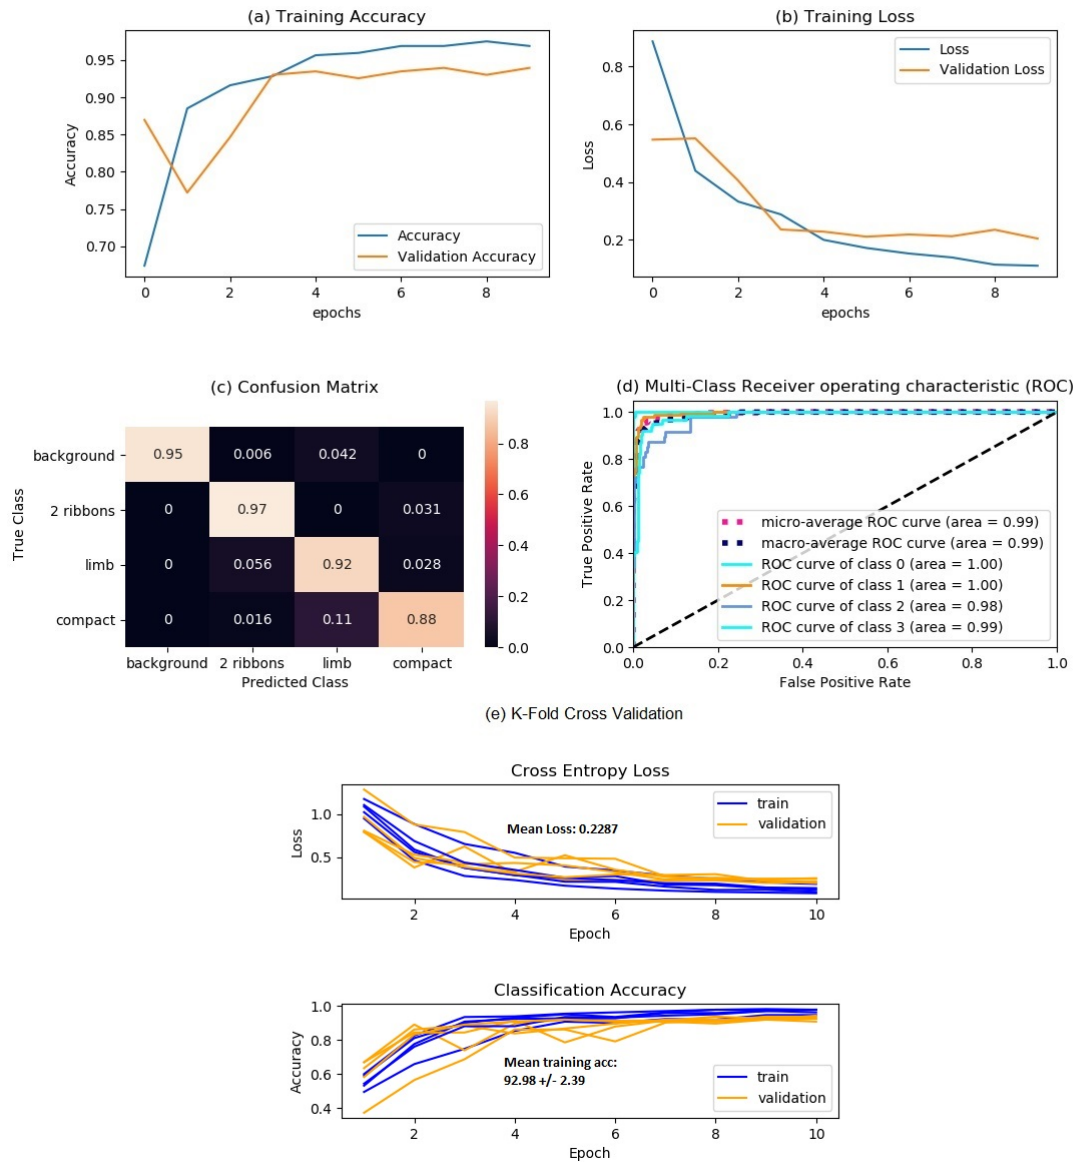 (a) Training Accuracy
0.95
0.90
0.85
0.80
0.75
0.70
Accuracy
Accuracy
Validation Accuracy
0
2
4
6
8
epochs
(b) Training Loss
0.8
0.6
0.4
0.2
Loss
Loss
Validation Loss
0
2
4
6
8
epochs
(c) Confusion Matrix
True Class
background
0.95
0.006
0.042
0
2 ribbons
0
0.97
0
0.031
limb
0
0.056
0.92
0.028
compact
0
0.016
0.11
0.88
background
2 ribbons
limb
compact
Predicted Class
0.8
0.6
0.4
0.2
0.0
(d) Multi-Class Receiver operating characteristic (ROC)
1.0
0.8
0.6
0.4
0.2
0.0
True Positive Rate
micro-average ROC curve (area = 0.99)
macro-average ROC curve (area = 0.99)
ROC curve of class 0 (area = 1.00)
ROC curve of class 1 (area = 1.00)
ROC curve of class 2 (area = 0.98)
ROC curve of class 3 (area = 0.99)
0.0
0.2
0.4
0.6
0.8
1.0
False Positive Rate
(e) K-Fold Cross Validation
Cross Entropy Loss
1.0
0.5
Loss
Mean Loss: 0.2287
train
validation
2
4
6
8
10
Epoch
Classification Accuracy
1.0
0.8
0.6
0.4
Accuracy
Mean training acc:
92.98 +/- 2.39
train
validation
2
4
6
8
10
Epoch